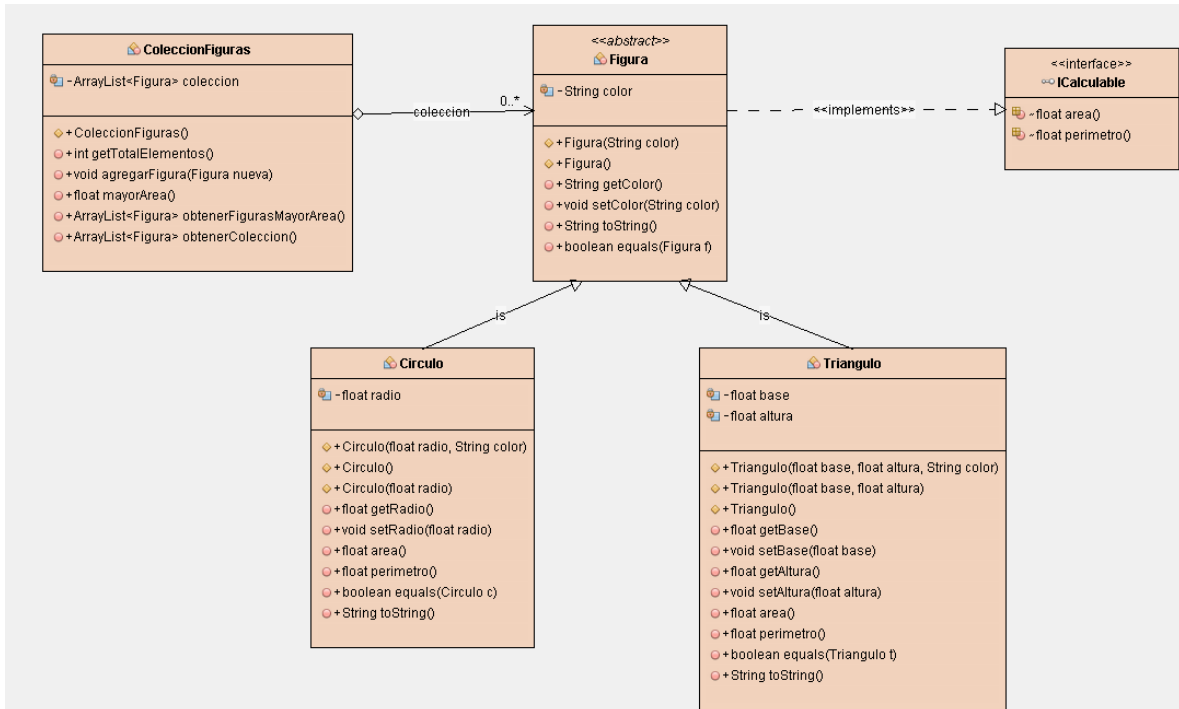 ColeccionFiguras
-ArrayList<Figura> coleccion
+ColeccionFiguras()
+int getTotalElementos()
+void agregarFigura(Figura nueva)
+float mayorArea()
+ArrayList<Figura> obtenerFigurasMayorArea()
+ArrayList<Figura> obtenerColeccion()
coleccion
0..*
<<abstract>>
Figura
-String color
+Figura(String color)
+Figura()
+String getColor()
+void setColor(String color)
+String toString()
+boolean equals(Figura f)
<<implements>>
<<interface>>
ICalculable
~float area()
~float perimetro()
is
is
Circulo
-float radio
+Circulo(float radio, String color)
+Circulo()
+Circulo(float radio)
+float getRadio()
+void setRadio(float radio)
+float area()
+float perimetro()
+boolean equals(Circulo c)
+String toString()
Triangulo
-float base
-float altura
+Triangulo(float base, float altura, String color)
+Triangulo(float base, float altura)
+Triangulo()
+float getBase()
+void setBase(float base)
+float getAltura()
+void setAltura(float altura)
+float area()
+float perimetro()
+boolean equals(Triangulo t)
+String toString()